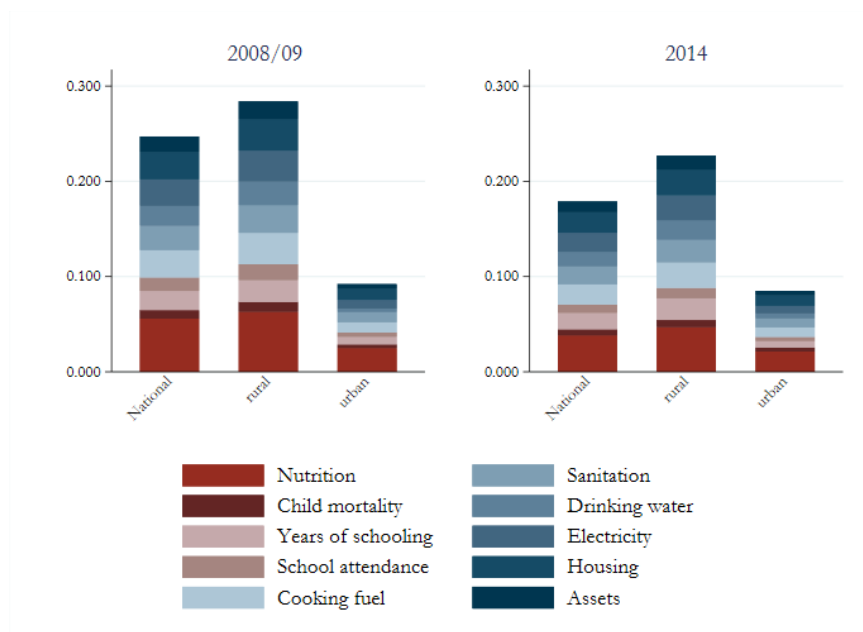 2008/09
2014
0.300
0.200
0.100
0.000
National
rural
urban
0.300
0.200
0.100
0.000
National
rural
urban
Nutrition
Child mortality
Years of schooling
School attendance
Cooking fuel
Sanitation
Drinking water
Electricity
Housing
Assets